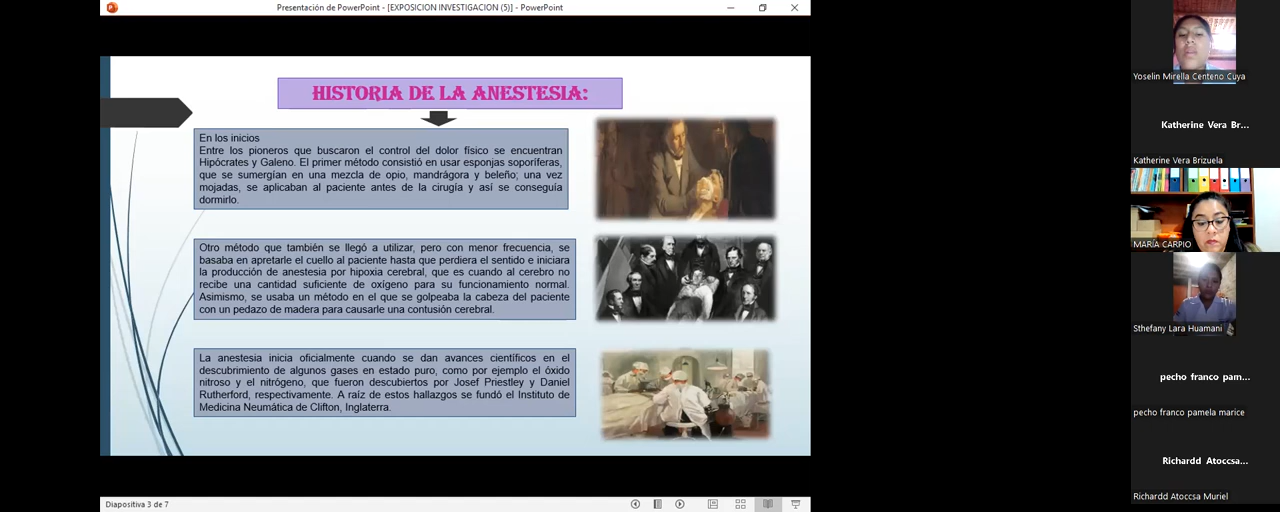 Presentación de PowerPoint - [EXPOSICION INVESTIGACION (5)] - PowerPoint
HISTORIA DE LA ANESTESIA:
En los inicios
Entre los pioneros que buscaron el control del dolor físico se encuentran
Hipócrates y Galeno. El primer método consistió en usar esponjas soporíferas,
que se sumergían en una mezcla de opio, mandrágora y beleño; una vez
mojadas, se aplicaban al paciente antes de la cirugía y así se conseguía
dormirlo.
Otro método que también se llegó a utilizar, pero con menor frecuencia, se
basaba en apretarle el cuello al paciente hasta que perdiera el sentido e iniciara
la producción de anestesia por hipoxia cerebral, que es cuando al cerebro no
recibe una cantidad suficiente de oxígeno para su funcionamiento normal.
Asimismo, se usaba un método en el que se golpeaba la cabeza del paciente
con un pedazo de madera para causarle una contusión cerebral.
La anestesia inicia oficialmente cuando se dan avances científicos en el
descubrimiento de algunos gases en estado puro, como por ejemplo el óxido
nitroso y el nitrógeno, que fueron descubiertos por Josef Priestley y Daniel
Rutherford, respectivamente. A raíz de estos hallazgos se fundó el Instituto de
Medicina Neumática de Clifton, Inglaterra.
Diapositiva 3 de 7
Yoselin Mirella Centeno Cuya
Katherine Vera Br...
Katherine Vera Brizuela
MARÍA CARPIO
Sthefany Lara Huamani
pecho franco pam...
pecho franco pamela marice
Richardd Atoccsa...
Richardd Atoccsa Muriel